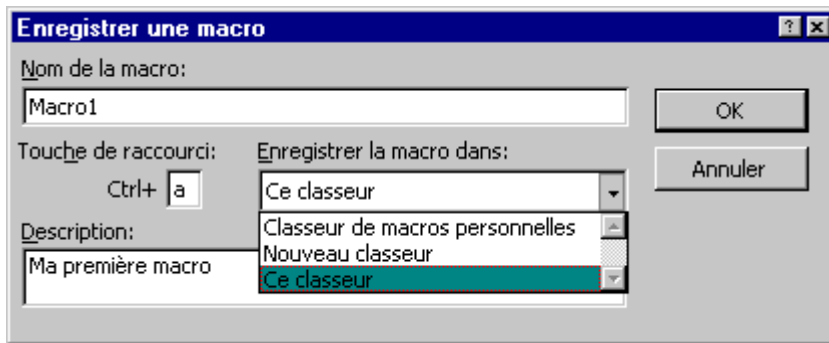 Enregistrer une macro
Nom de la macro:
Macro1
OK
Touche de raccourci:
Enregistrer la macro dans:
Ctrl+ a
Ce classeur
Annuler
Classeur de macros personnelles
Nouveau classeur
Ce classeur
Description:
Ma première macro